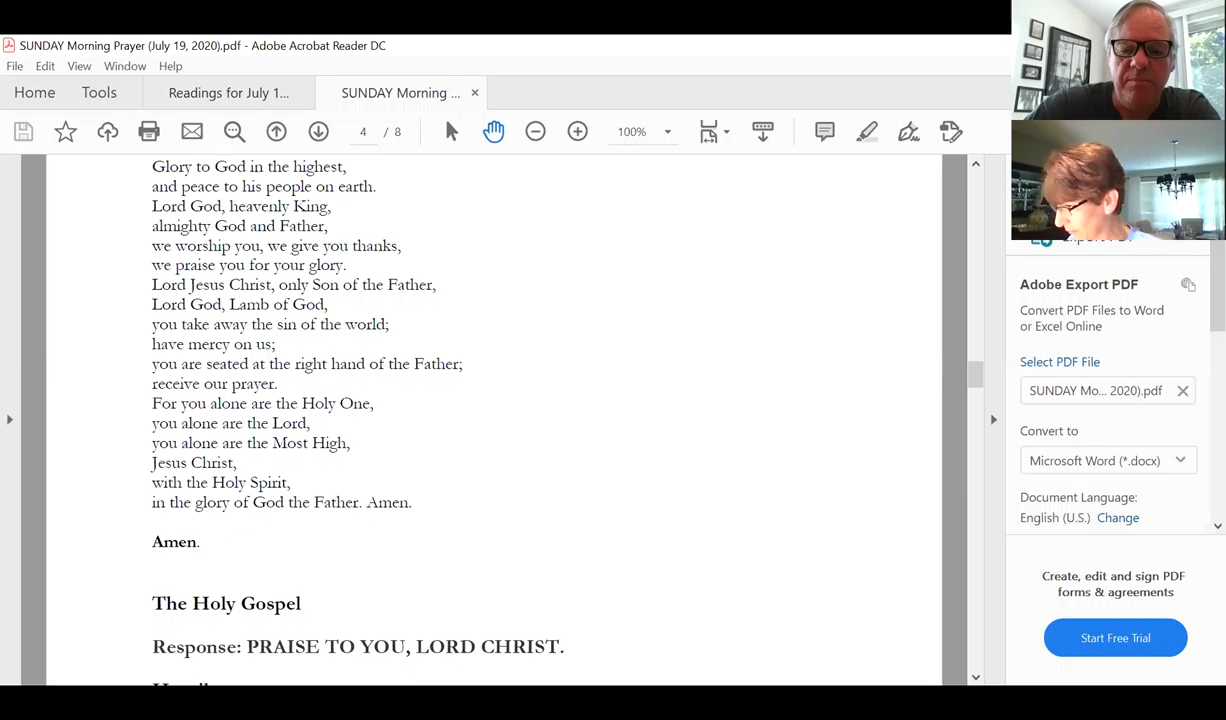 SUNDAY Morning Prayer (July 19, 2020).pdf - Adobe Acrobat Reader DC
File Edit View Window Help
Home Tools Readings for July 1... SUNDAY Morning ... ×
4 / 8 100%
Glory to God in the highest,
and peace to his people on earth.
Lord God, heavenly King,
almighty God and Father,
we worship you, we give you thanks,
we praise you for your glory.
Lord Jesus Christ, only Son of the Father,
Lord God, Lamb of God,
you take away the sin of the world;
have mercy on us;
you are seated at the right hand of the Father;
receive our prayer.
For you alone are the Holy One,
you alone are the Lord,
you alone are the Most High,
Jesus Christ,
with the Holy Spirit,
in the glory of God the Father. Amen.
Amen.
The Holy Gospel
Response: PRAISE TO YOU, LORD CHRIST.
Adobe Export PDF
Convert PDF Files to Word
or Excel Online
Select PDF File
SUNDAY Mo... 2020).pdf
Convert to
Microsoft Word (*.docx)
Document Language:
English (U.S.) Change
Create, edit and sign PDF
forms & agreements
Start Free Trial